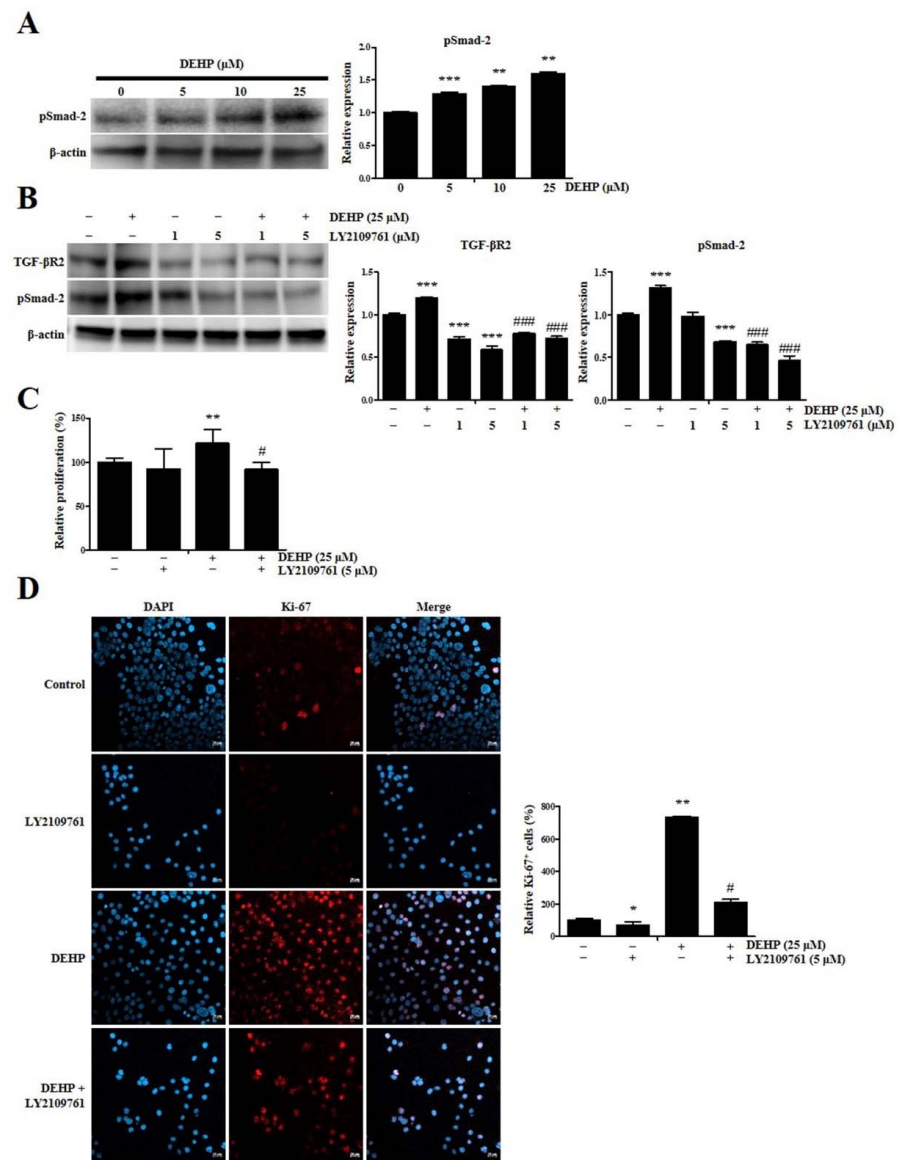 A
DEHP (µM)
0 5 10 25
pSmad-2
β-actin
pSmad-2
Relative expression
2.0
1.5
1.0
0.5
0.0
*** ** **
0 5 10 25 DEHP (µM)
B
– + – – + + DEHP (25 µM)
– – 1 5 1 5 LY2109761 (µM)
TGF-βR2
pSmad-2
β-actin
TGF-βR2
Relative expression
1.5
1.0
0.5
0.0
*** *** *** ### ###
– + – – + +
– – 1 5 1 5
pSmad-2
Relative expression
1.5
1.0
0.5
0.0
*** *** ### ###
– + – – + + DEHP (25 µM)
– – 1 5 1 5 LY2109761 (µM)
C
Relative proliferation (%)
150
100
50
0
** #
– – + + DEHP (25 µM)
– + – + LY2109761 (5 µM)
D
DAPI Ki-67 Merge
Control
LY2109761
DEHP
DEHP +
LY2109761
Relative Ki-67⁺ cells (%)
800
600
400
200
0
* ** #
– – + + DEHP (25 µM)
– + – + LY2109761 (5 µM)